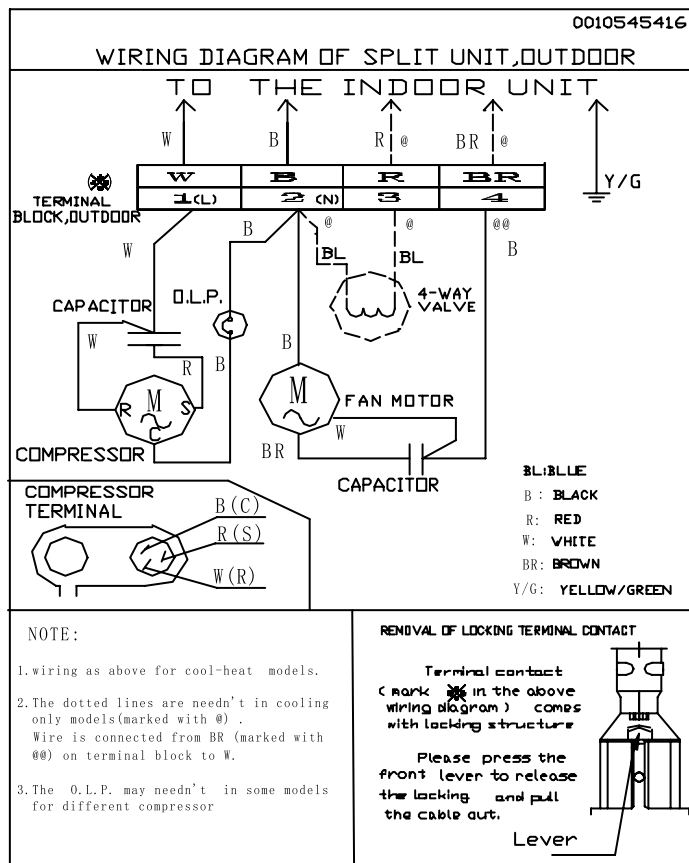 0010545416
WIRING DIAGRAM OF SPLIT UNIT,OUTDOOR
TO THE INDOOR UNIT
W B R @ BR @
Y/G
W B R BR
1(L) 2 (N) 3 4
TERMINAL
BLOCK,OUTDOOR
@ @ @@
W B B
BL BL
O.L.P.
4-WAY
VALVE
CAPACITOR
W R B B
R M S
C
COMPRESSOR
M
FAN MOTOR
W
BR
CAPACITOR
COMPRESSOR
TERMINAL
B(C)
R(S)
W(R)
BL:BLUE
B : BLACK
R: RED
W: WHITE
BR: BROWN
Y/G: YELLOW/GREEN
NOTE:
1.wiring as above for cool-heat models.
2.The dotted lines are needn't in cooling
only models(marked with @) .
Wire is connected from BR (marked with
@@) on terminal block to W.
3.The O.L.P. may needn't in some models
for different compressor
REMOVAL OF LOCKING TERMINAL CONTACT
Terminal contact
( mark ※ in the above
wiring diagram ) comes
with locking structure
Please press the
front lever to release
the locking and pull
the cable out.
Lever